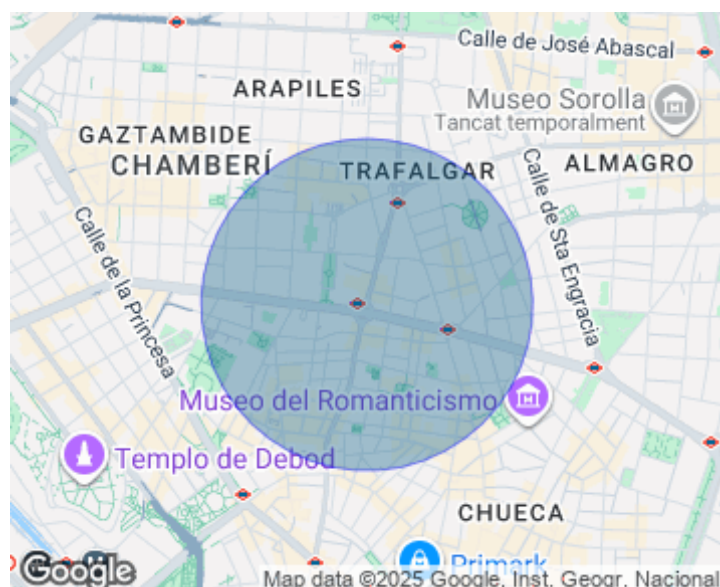 Calle de José Abascal
ARAPILES
Museo Sorolla
Tancat temporalment
GAZTAMBIDE
CHAMBERÍ
TRAFALGAR
ALMAGRO
Calle de Sta Engracia
Calle de la Princesa
Museo del Romanticismo
Templo de Debod
CHUECA
Primark
Google
Map data ©2025 Google, Inst. Geogr. Nacional